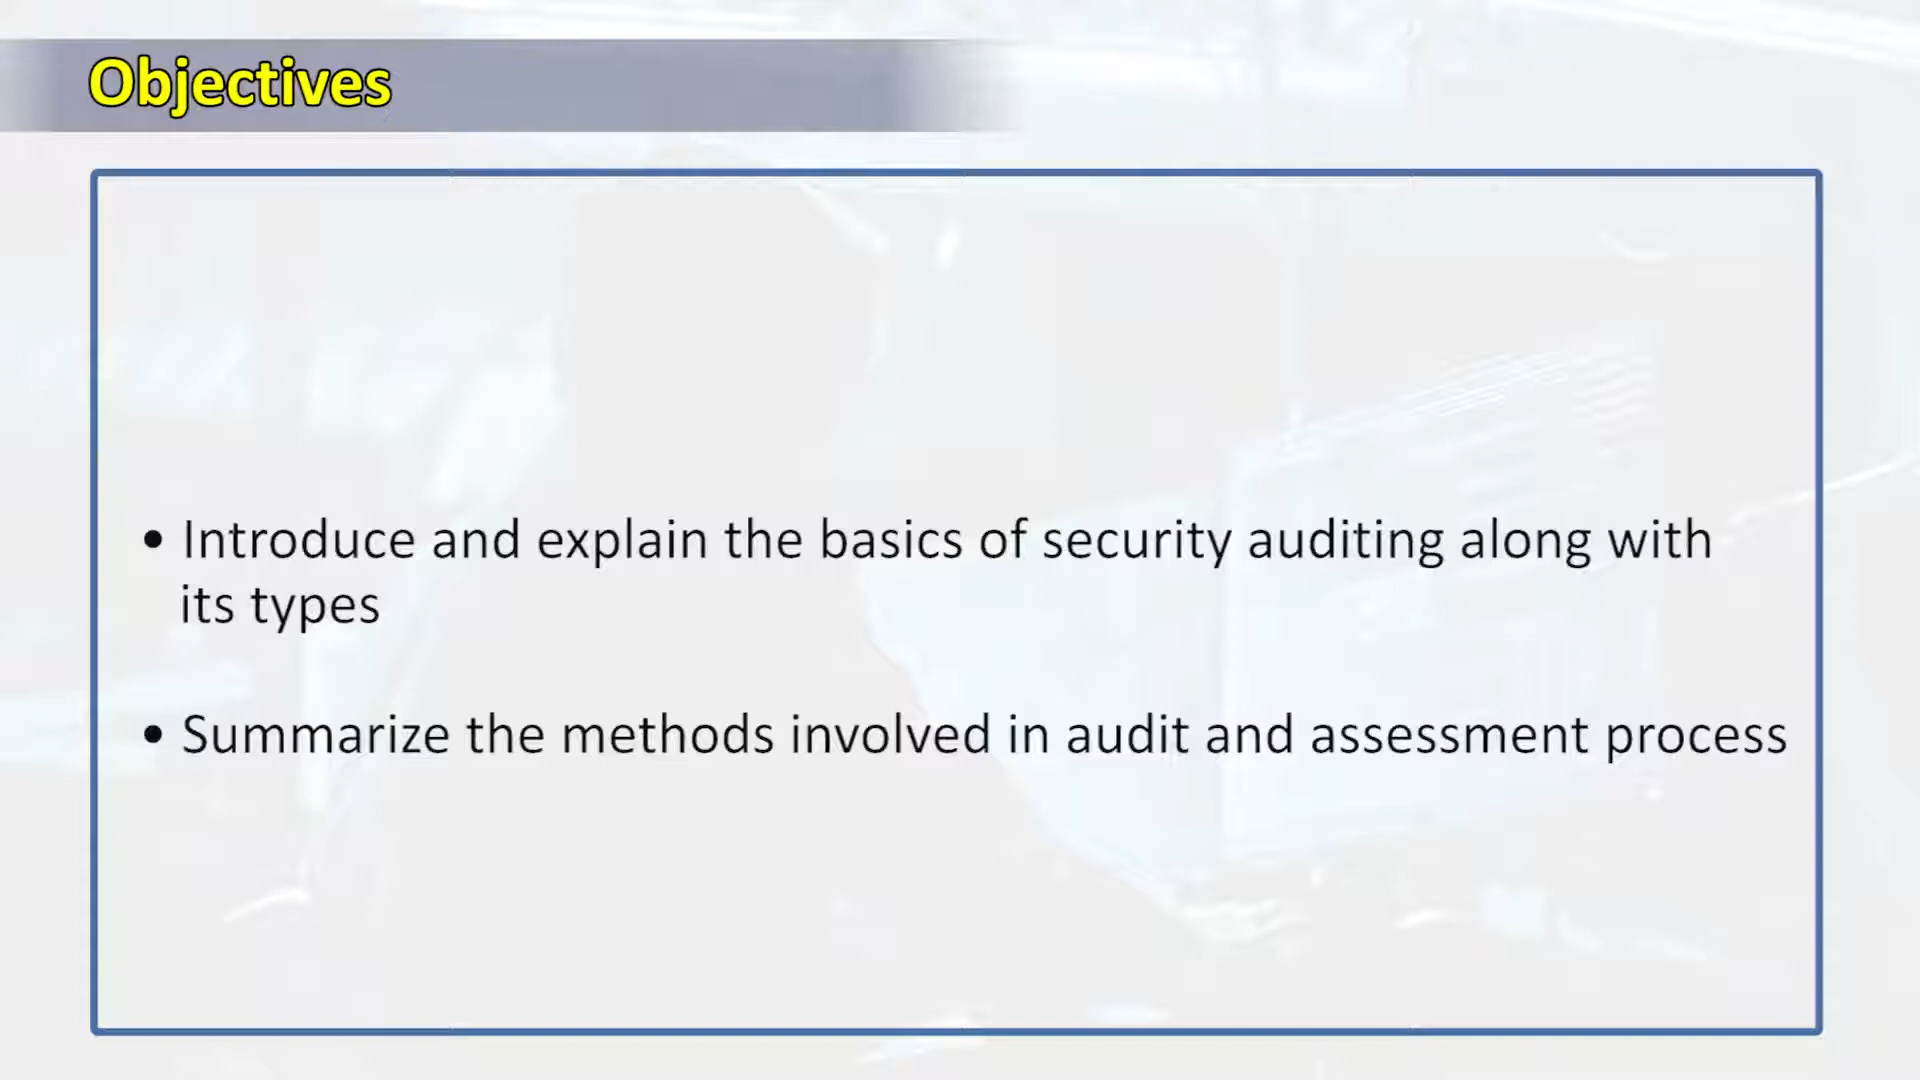 Objectives
• Introduce and explain the basics of security auditing along with
its types
• Summarize the methods involved in audit and assessment process